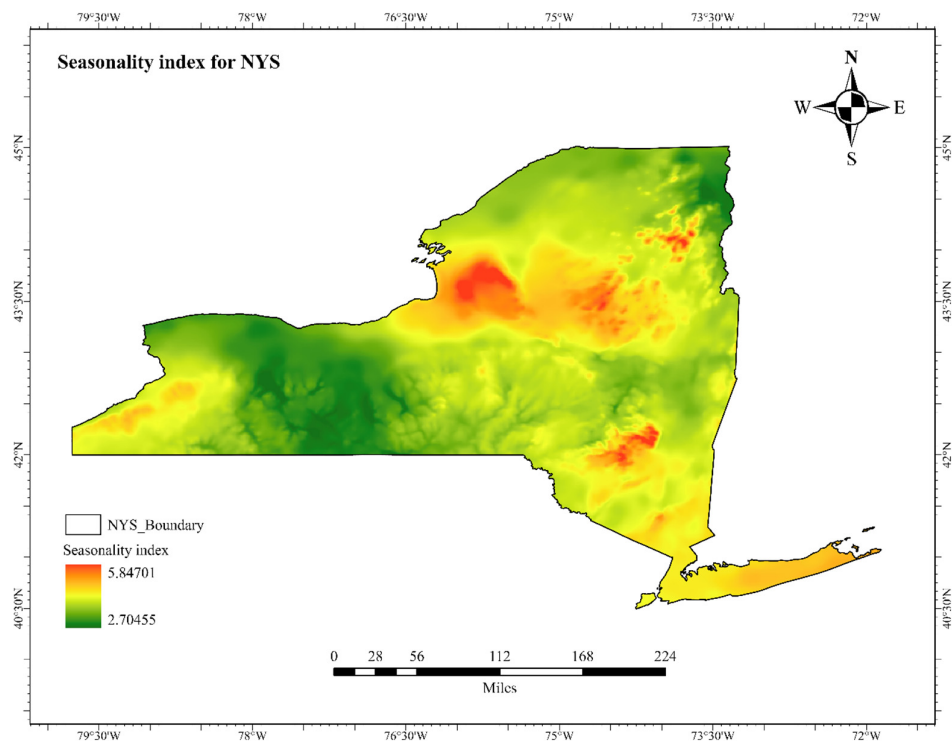 79°30'W 78°W 76°30'W 75°W 73°30'W 72°W
Seasonality index for NYS
N
W E
S
45°N 45°N
43°30'N 43°30'N
42°N 42°N
NYS_Boundary
Seasonality index
5.84701
2.70455
40°30'N 40°30'N
0 28 56 112 168 224
Miles
79°30'W 78°W 76°30'W 75°W 73°30'W 72°W